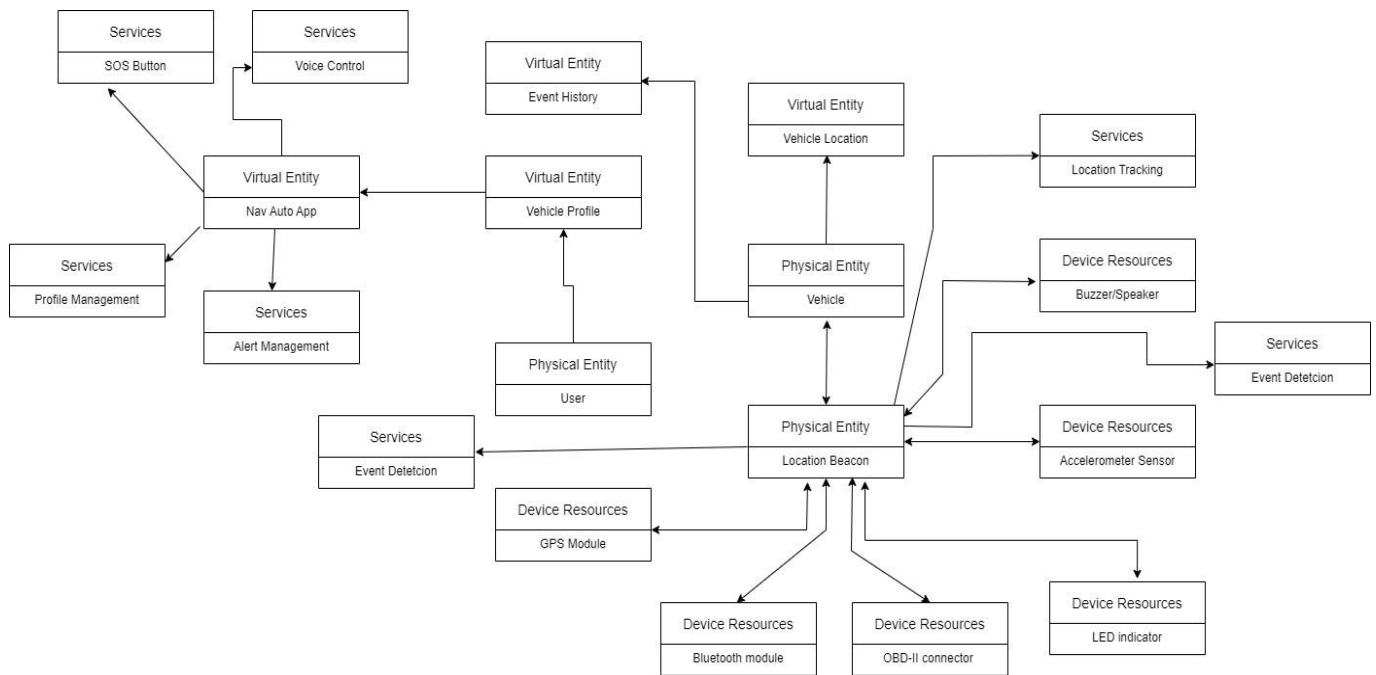 Services
SOS Button
Services
Voice Control
Virtual Entity
Event History
Virtual Entity
Vehicle Location
Services
Location Tracking
Virtual Entity
Nav Auto App
Virtual Entity
Vehicle Profile
Services
Profile Management
Physical Entity
Vehicle
Device Resources
Buzzer/Speaker
Services
Alert Management
Physical Entity
User
Services
Event Detetcion
Services
Event Detetcion
Physical Entity
Location Beacon
Device Resources
Accelerometer Sensor
Device Resources
GPS Module
Device Resources
Bluetooth module
Device Resources
OBD-II connector
Device Resources
LED indicator